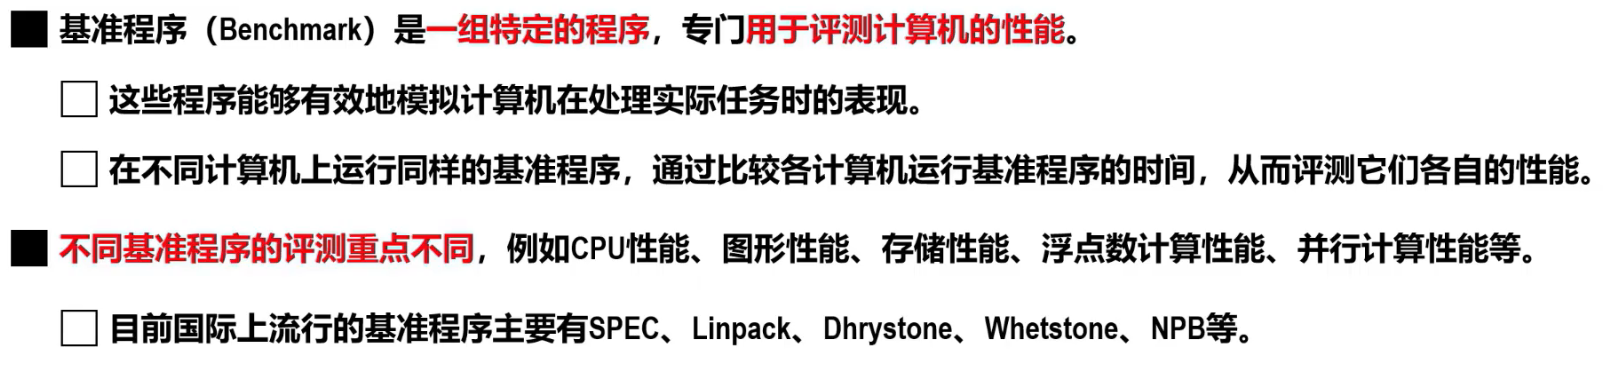 基准程序（Benchmark）是一组特定的程序，专门用于评测计算机的性能。
这些程序能够有效地模拟计算机在处理实际任务时的表现。
在不同计算机上运行同样的基准程序，通过比较各计算机运行基准程序的时间，从而评测它们各自的性能。
不同基准程序的评测重点不同，例如CPU性能、图形性能、存储性能、浮点数计算性能、并行计算性能等。
目前国际上流行的基准程序主要有SPEC、Linpack、Dhrystone、Whetstone、NPB等。